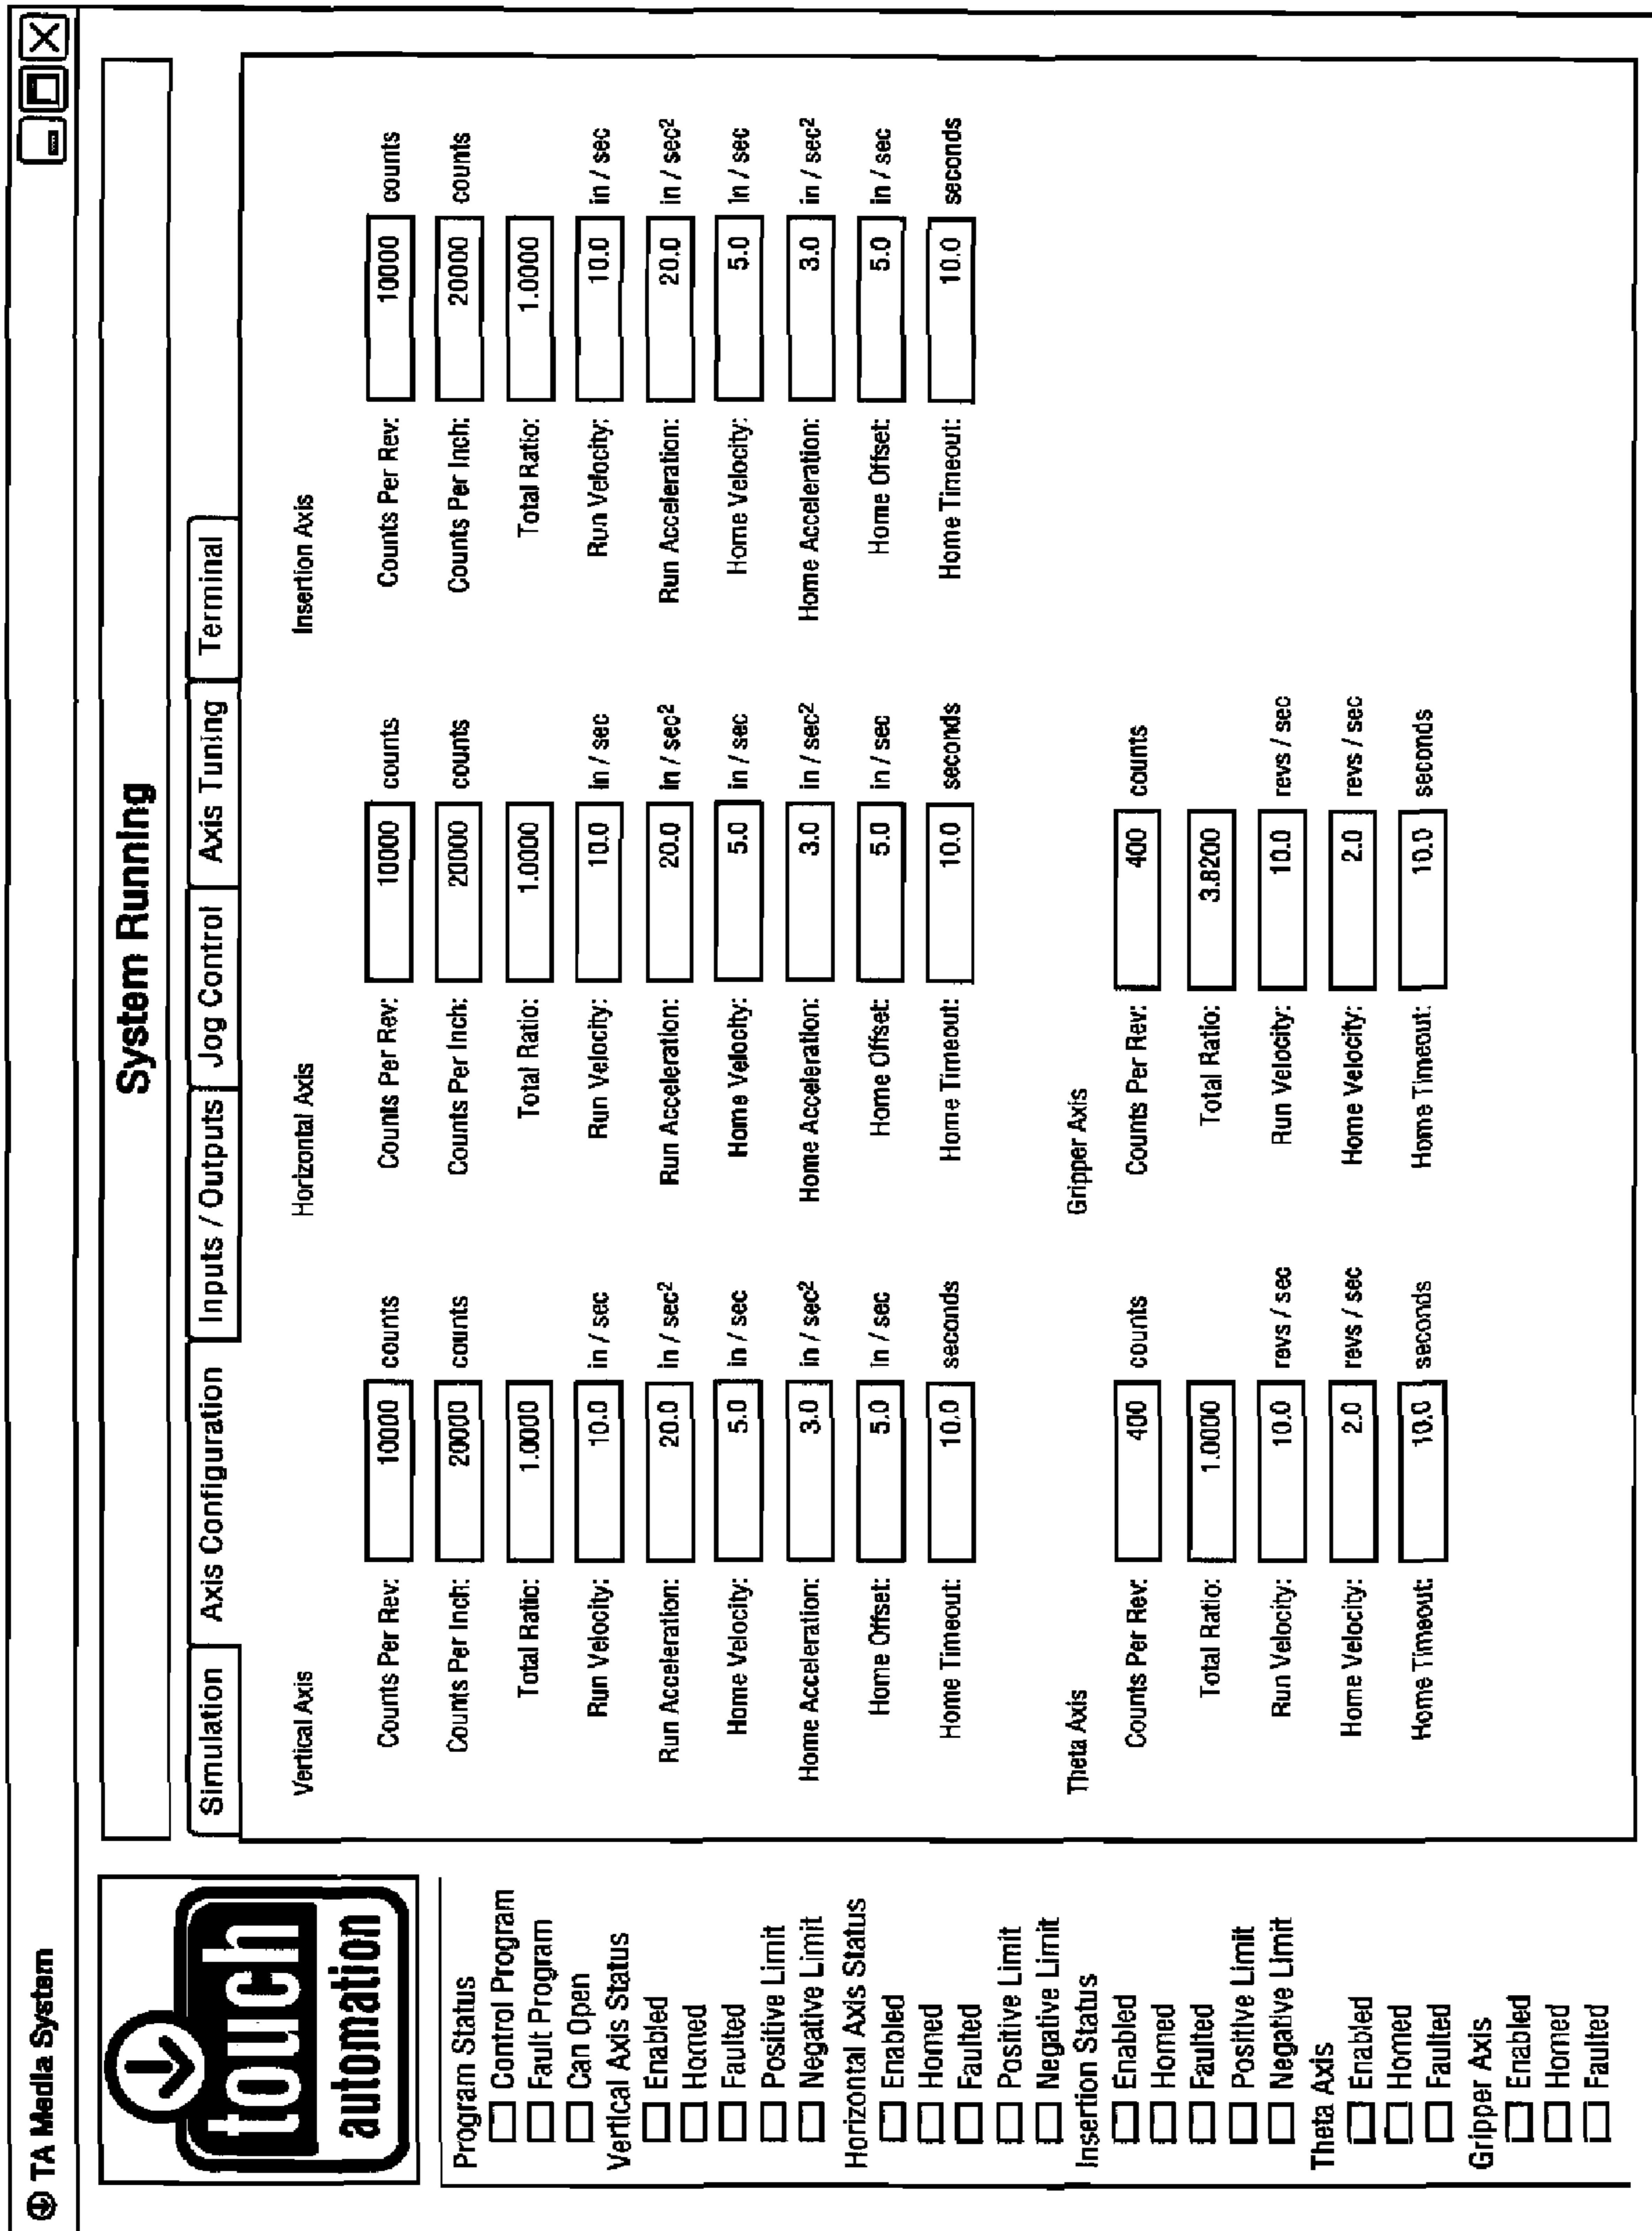 TA Media System
touch
automation
System Running
Simulation
Axis Configuration
Inputs / Outputs
Jog Control
Axis Tuning
Terminal
Program Status
Control Program
Fault Program
Can Open
Vertical Axis Status
Enabled
Homed
Faulted
Positive Limit
Negative Limit
Horizontal Axis Status
Enabled
Homed
Faulted
Positive Limit
Negative Limit
Insertion Status
Enabled
Homed
Faulted
Positive Limit
Negative Limit
Theta Axis
Enabled
Homed
Faulted
Gripper Axis
Enabled
Homed
Faulted
Vertical Axis
Counts Per Rev: 10000 counts
Counts Per Inch: 20000 counts
Total Ratio: 1.0000
Run Velocity: 10.0 in / sec
Run Acceleration: 20.0 in / sec²
Home Velocity: 5.0 in / sec
Home Acceleration: 3.0 in / sec²
Home Offset: 5.0 in / sec
Home Timeout: 10.0 seconds
Horizontal Axis
Counts Per Rev: 10000 counts
Counts Per Inch: 20000 counts
Total Ratio: 1.0000
Run Velocity: 10.0 in / sec
Run Acceleration: 20.0 in / sec²
Home Velocity: 5.0 in / sec
Home Acceleration: 3.0 in / sec²
Home Offset: 5.0 in / sec
Home Timeout: 10.0 seconds
Insertion Axis
Counts Per Rev: 10000 counts
Counts Per Inch: 20000 counts
Total Ratio: 1.0000
Run Velocity: 10.0 in / sec
Run Acceleration: 20.0 in / sec²
Home Velocity: 5.0 in / sec
Home Acceleration: 3.0 in / sec²
Home Offset: 5.0 in / sec
Home Timeout: 10.0 seconds
Theta Axis
Counts Per Rev: 400 counts
Total Ratio: 1.0000
Run Velocity: 10.0 revs / sec
Home Velocity: 2.0 revs / sec
Home Timeout: 10.0 seconds
Gripper Axis
Counts Per Rev: 400 counts
Total Ratio: 3.8200
Run Velocity: 10.0 revs / sec
Home Velocity: 2.0 revs / sec
Home Timeout: 10.0 seconds